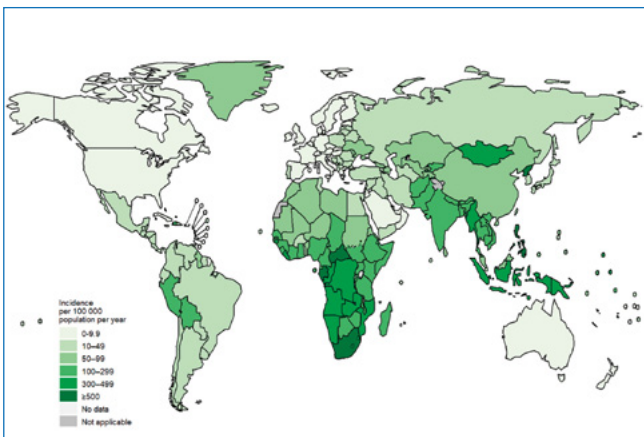 Incidence
per 100 000
population per year
0-9.9
10–49
50–99
100–299
300–499
≥500
No data
Not applicable